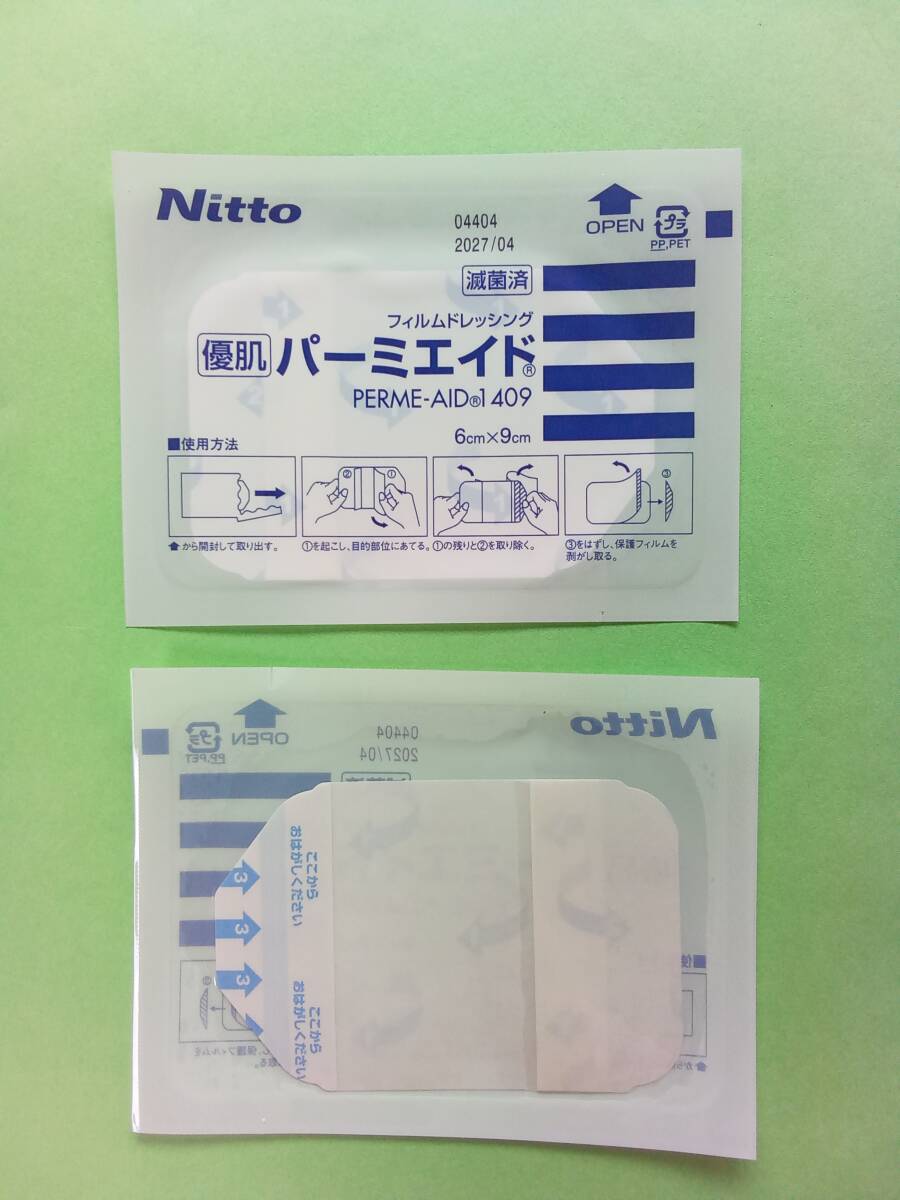 Nitto
04404
2027/04
OPEN
プラ
PP,PET
滅菌済
フィルムドレッシング
優肌 パーミエイド®
PERME-AID®1409
6cm×9cm
■使用方法
② ①
③
から開封して取り出す。
①を起こし、目的部位にあてる。
①の残りと②を取り除く。
③をはずし、保護フィルムを
剥がし取る。
Nitto
04404
2027/04
OPEN
プラ
PP,PET
滅菌済
ここから
おはがしください
ここから
おはがしください
3
3
3